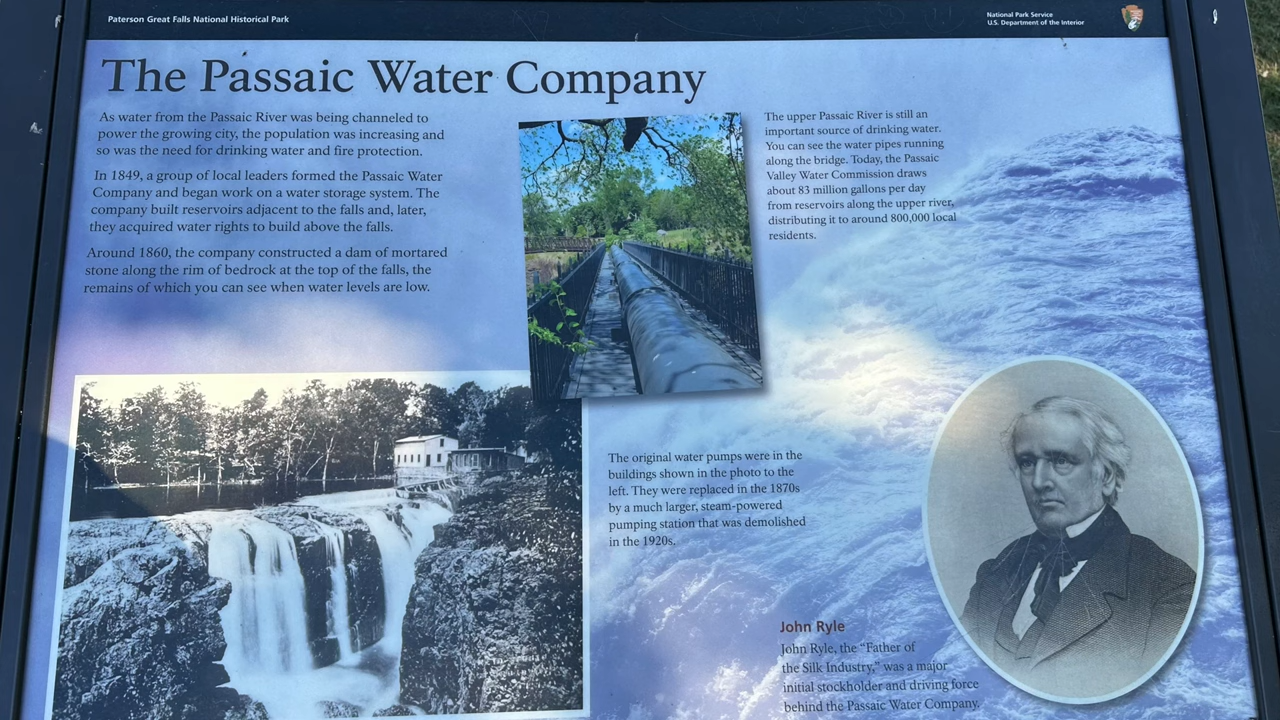 Paterson Great Falls National Historical Park
National Park Service
U.S. Department of the Interior
The Passaic Water Company
As water from the Passaic River was being channeled to
power the growing city, the population was increasing and
so was the need for drinking water and fire protection.
In 1849, a group of local leaders formed the Passaic Water
Company and began work on a water storage system. The
company built reservoirs adjacent to the falls and, later,
they acquired water rights to build above the falls.
Around 1860, the company constructed a dam of mortared
stone along the rim of bedrock at the top of the falls, the
remains of which you can see when water levels are low.
The upper Passaic River is still an
important source of drinking water.
You can see the water pipes running
along the bridge. Today, the Passaic
Valley Water Commission draws
about 83 million gallons per day
from reservoirs along the upper river,
distributing it to around 800,000 local
residents.
The original water pumps were in the
buildings shown in the photo to the
left. They were replaced in the 1870s
by a much larger, steam-powered
pumping station that was demolished
in the 1920s.
John Ryle
John Ryle, the “Father of
the Silk Industry,” was a major
initial stockholder and driving force
behind the Passaic Water Company.